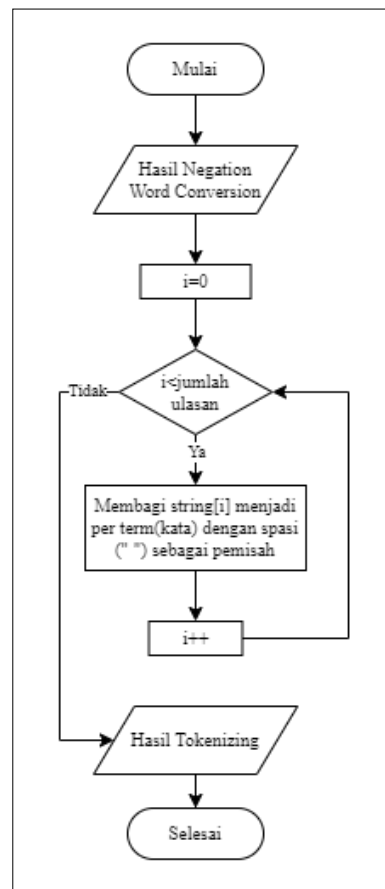 Mulai
Hasil Negation
Word Conversion
i=0
i<jumlah
ulasan
Tidak
Ya
Membagi string[i] menjadi
per term(kata) dengan spasi
(" ") sebagai pemisah
i++
Hasil Tokenizing
Selesai